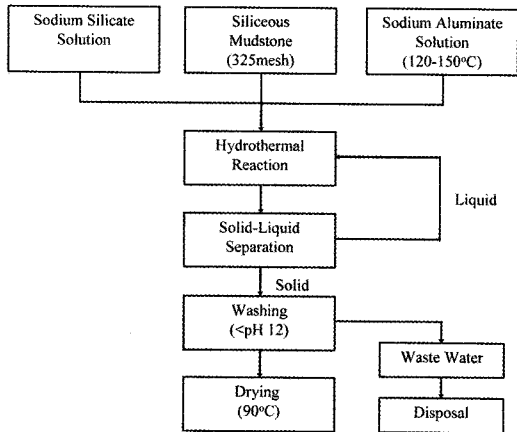 Sodium Silicate
Solution
Siliceous
Mudstone
(325mesh)
Sodium Aluminate
Solution
(120-150°C)
Hydrothermal
Reaction
Liquid
Solid-Liquid
Separation
Solid
Washing
(<pH 12)
Waste Water
Drying
(90°C)
Disposal